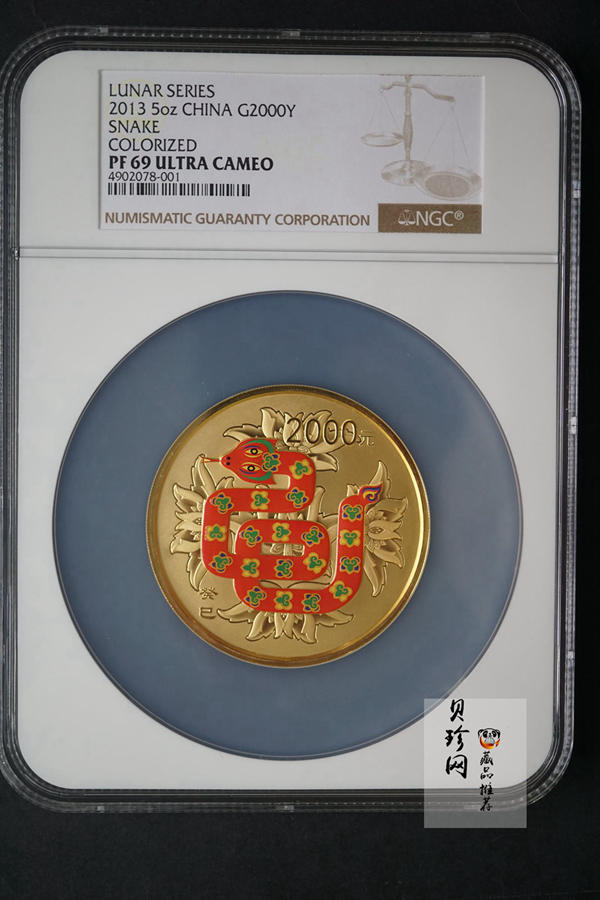 LUNAR SERIES
2013 5oz CHINA G2000Y
SNAKE
COLORIZED
PF 69 ULTRA CAMEO
4902078-001
NUMISMATIC GUARANTY CORPORATION
NGC®
2000元
癸
巳
贝珍网
藏品推荐